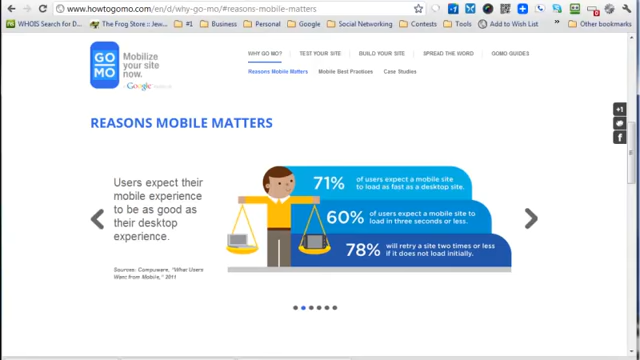 www.howtogomo.com/en/d/why-go-mo/#reasons-mobile-matters
WHOIS Search for D... The Frog Store :: Jew... #1 Business Personal Google Social Networking Contests Tools Add to Wish List Other bookmarks
GO
MO
Mobilize
your site
now.
Google
WHY GO MO? TEST YOUR SITE BUILD YOUR SITE SPREAD THE WORD GOMO GUIDES
Reasons Mobile Matters Mobile Best Practices Case Studies
+1
REASONS MOBILE MATTERS
Users expect their
mobile experience
to be as good as
their desktop
experience.
Sources: Compuware, "What Users
Want from Mobile," 2011
71% of users expect a mobile site
to load as fast as a desktop site.
60% of users expect a mobile site to
load in three seconds or less.
78% will retry a site two times or less
if it does not load initially.